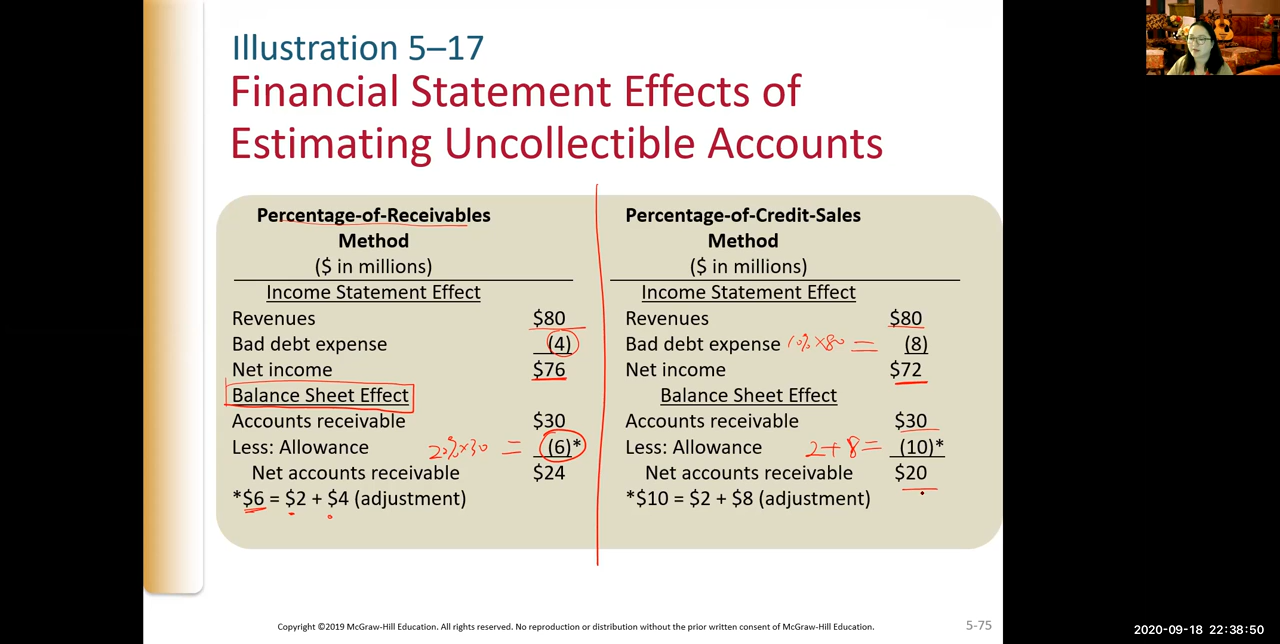 Illustration 5–17
Financial Statement Effects of
Estimating Uncollectible Accounts
Percentage-of-Receivables
Method
($ in millions)
Income Statement Effect
Revenues $80
Bad debt expense (4)
Net income $76
Balance Sheet Effect
Accounts receivable $30
Less: Allowance 20%×30 = (6)*
Net accounts receivable $24
*$6 = $2 + $4 (adjustment)
Percentage-of-Credit-Sales
Method
($ in millions)
Income Statement Effect
Revenues $80
Bad debt expense 10%×80 = (8)
Net income $72
Balance Sheet Effect
Accounts receivable $30
Less: Allowance 2+8= (10)*
Net accounts receivable $20
*$10 = $2 + $8 (adjustment)
Copyright ©2019 McGraw-Hill Education. All rights reserved. No reproduction or distribution without the prior written consent of McGraw-Hill Education.
5-75
2020-09-18 22:38:50